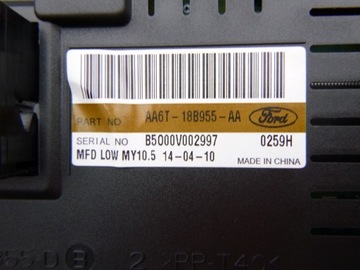 PART NO AA6T-18B955-AA Ford
SERIAL NO B5000V002997 0259H
MFD LOW MY10.5 14-04-10 MADE IN CHINA